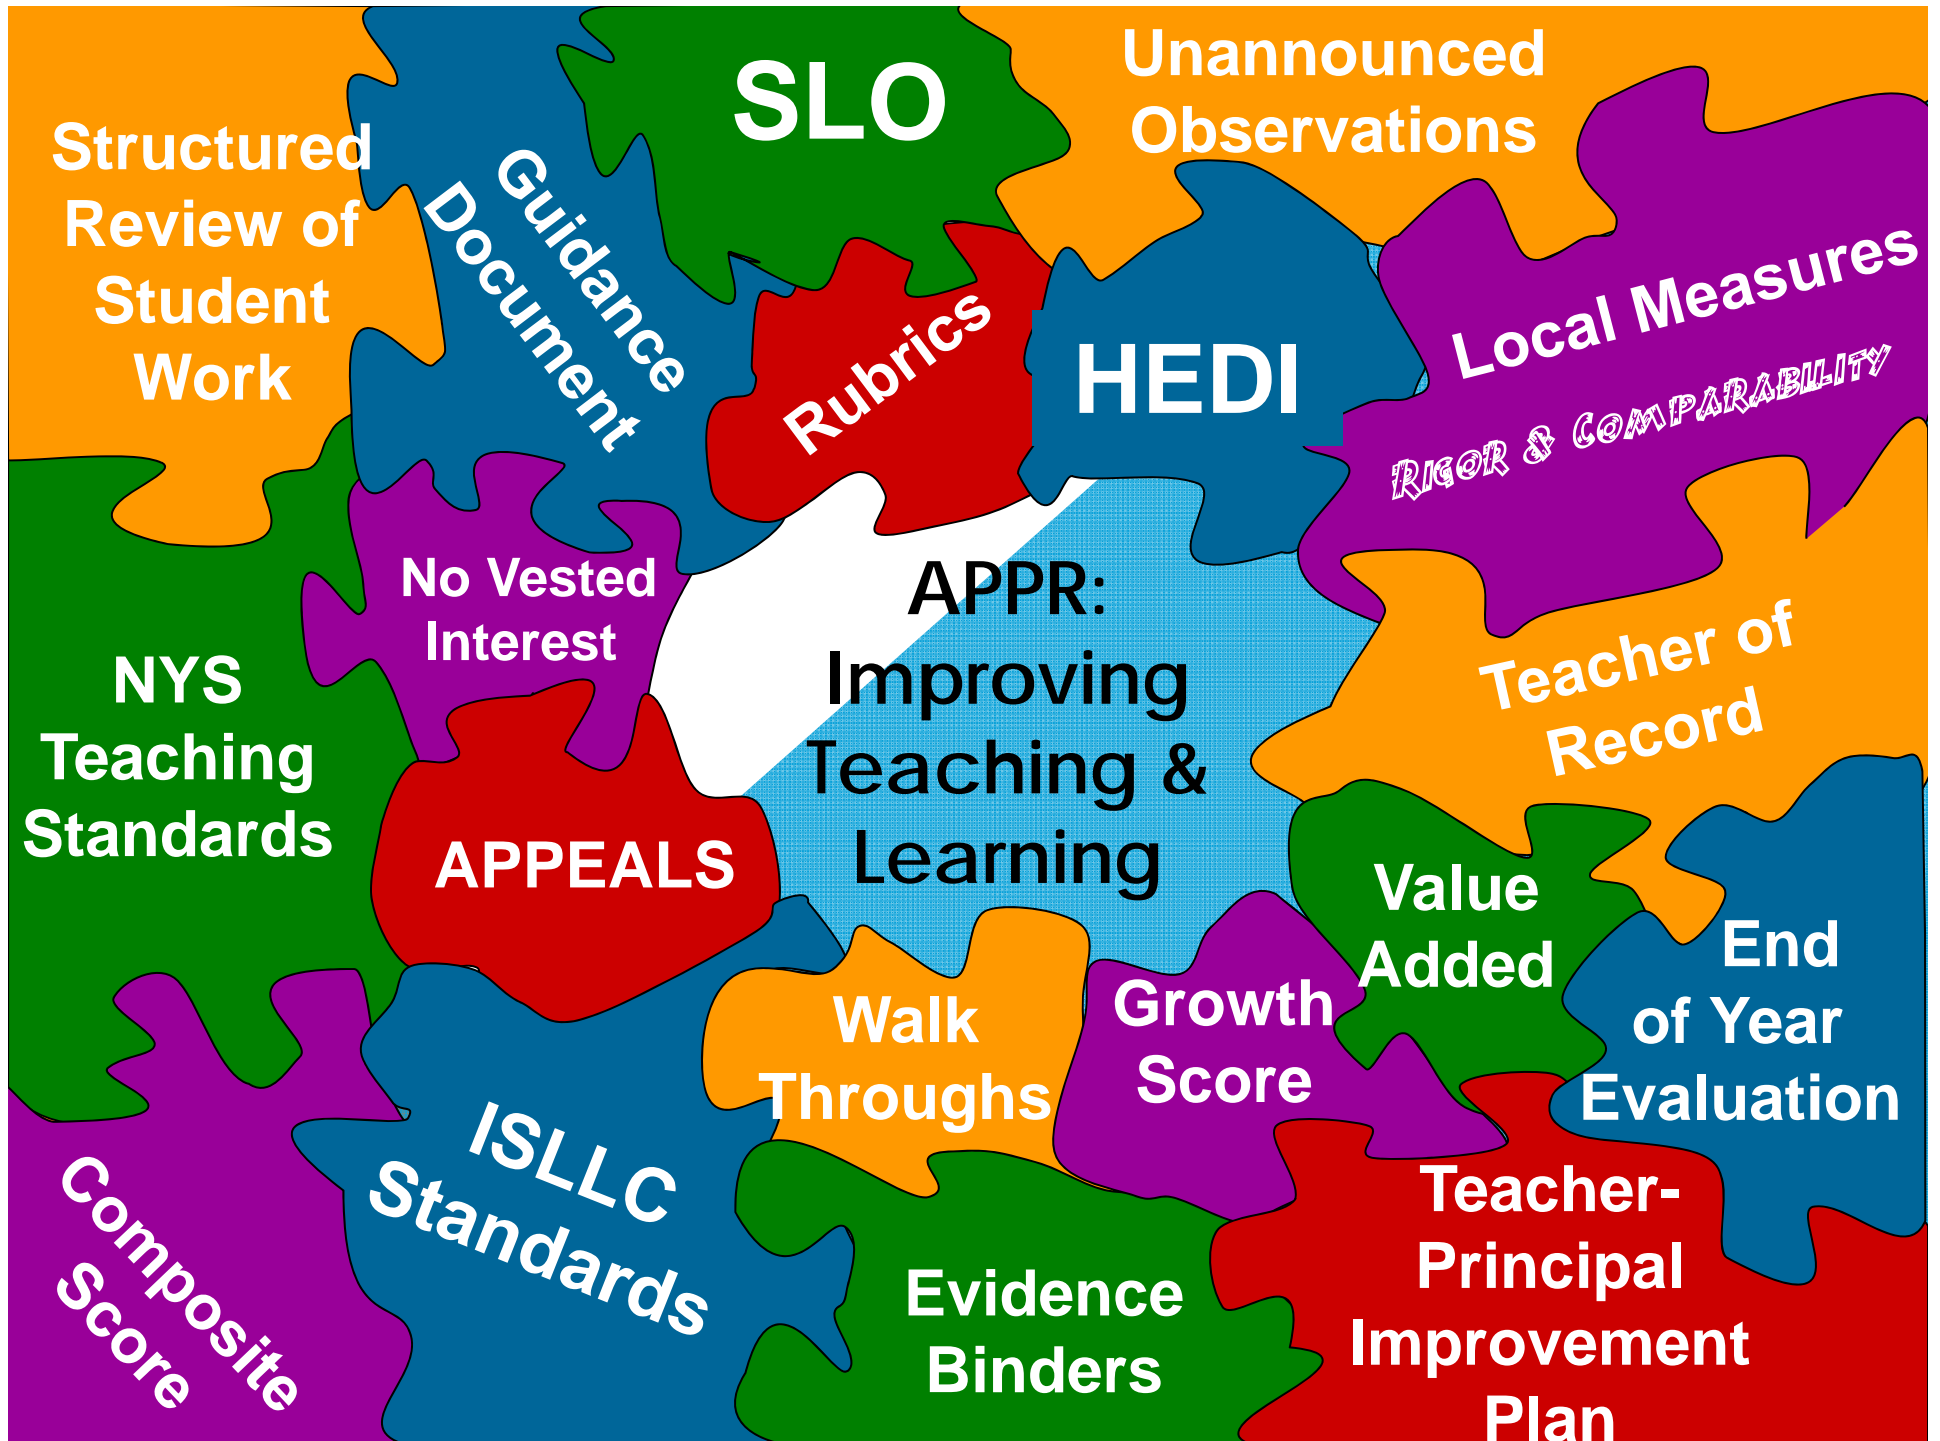 SLO
Unannounced
Observations
Structured
Review of
Student
Work
Guidance
Document
Rubrics
HEDI
Local Measures
Rigor & Comparability
No Vested
Interest
APPR:
Improving
Teaching &
Learning
Teacher of
Record
NYS
Teaching
Standards
APPEALS
Value
Added
End
of Year
Evaluation
Walk
Throughs
Growth
Score
ISLLC
Standards
Composite
Score
Evidence
Binders
Teacher-
Principal
Improvement
Plan